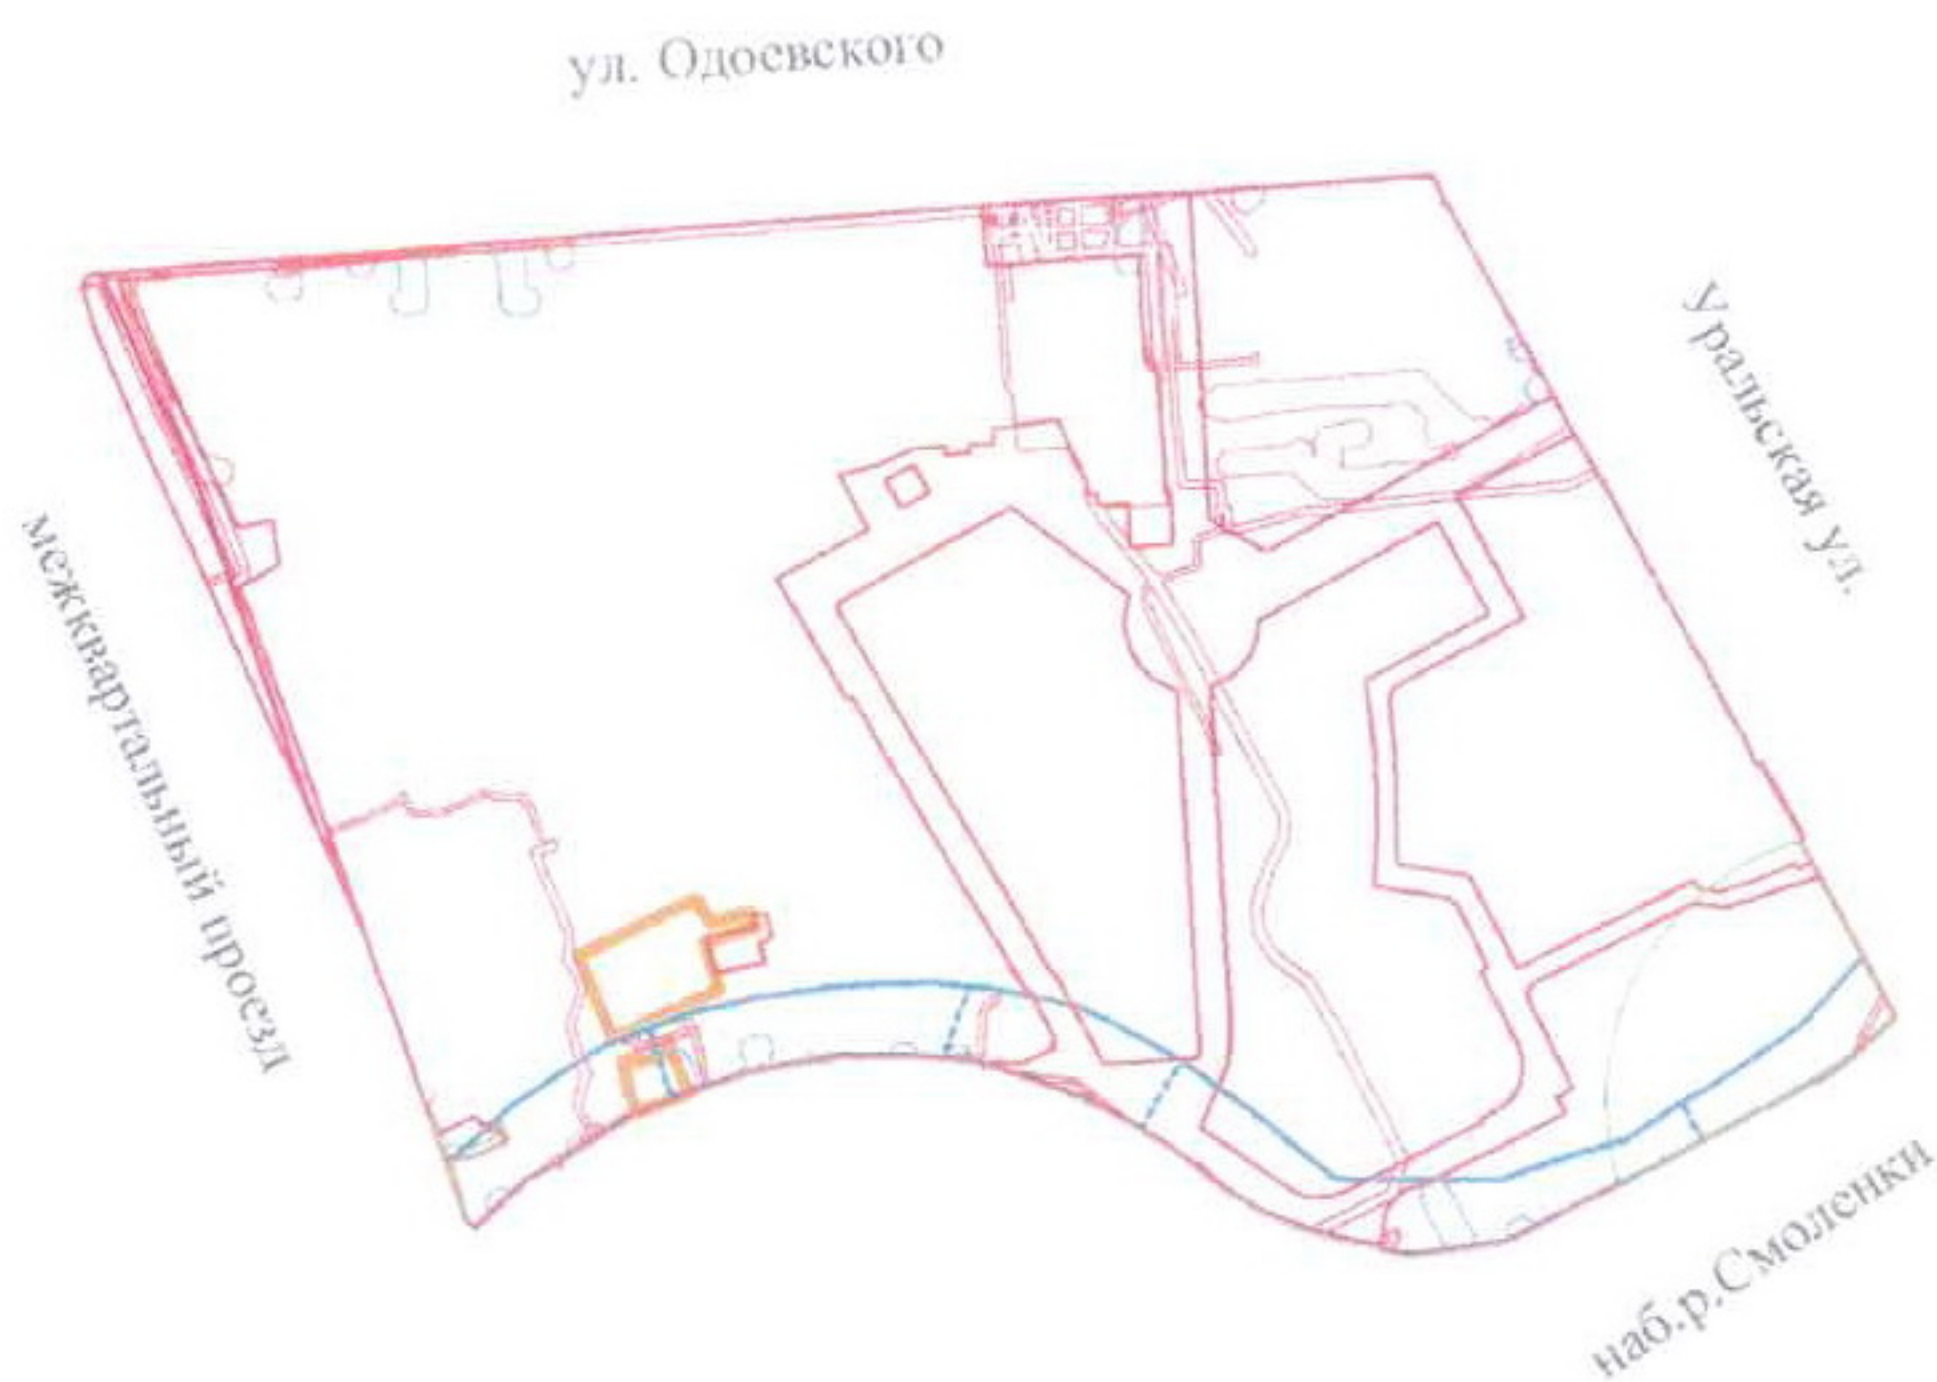 ул. Одоевского
Уральская ул.
межквартальный проезд
наб.р.Смоленки